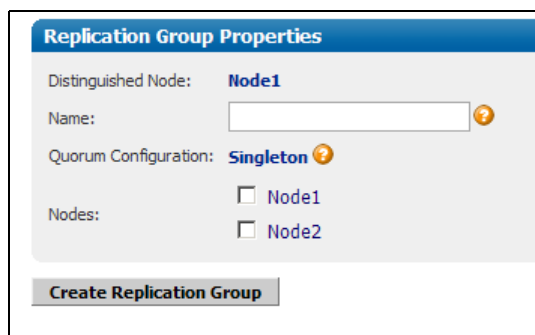 Replication Group Properties
Distinguished Node: Node1
Name:
Quorum Configuration: Singleton
Nodes:
Node1
Node2
Create Replication Group